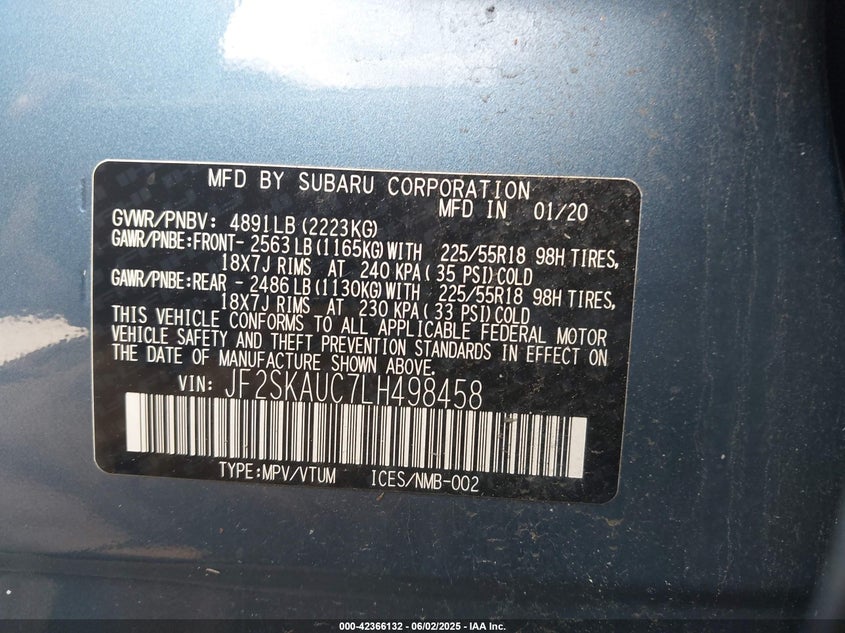 MFD BY SUBARU CORPORATION
MFD IN 01/20
GVWR/PNBV: 4891LB (2223KG)
GAWR/PNBE:FRONT- 2563 LB (1165KG) WITH 225/55R18 98H TIRES,
18X7J RIMS AT 240 KPA ( 35 PSI) COLD
GAWR/PNBE:REAR - 2486 LB (1130KG) WITH 225/55R18 98H TIRES,
18X7J RIMS AT 230 KPA ( 33 PSI) COLD
THIS VEHICLE CONFORMS TO ALL APPLICABLE FEDERAL MOTOR
VEHICLE SAFETY AND THEFT PREVENTION STANDARDS IN EFFECT ON
THE DATE OF MANUFACTURE SHOWN ABOVE.
VIN: JF2SKAUC7LH498458
TYPE:MPV/VTUM ICES/NMB-002
000-42366132 - 06/02/2025 - IAA Inc.